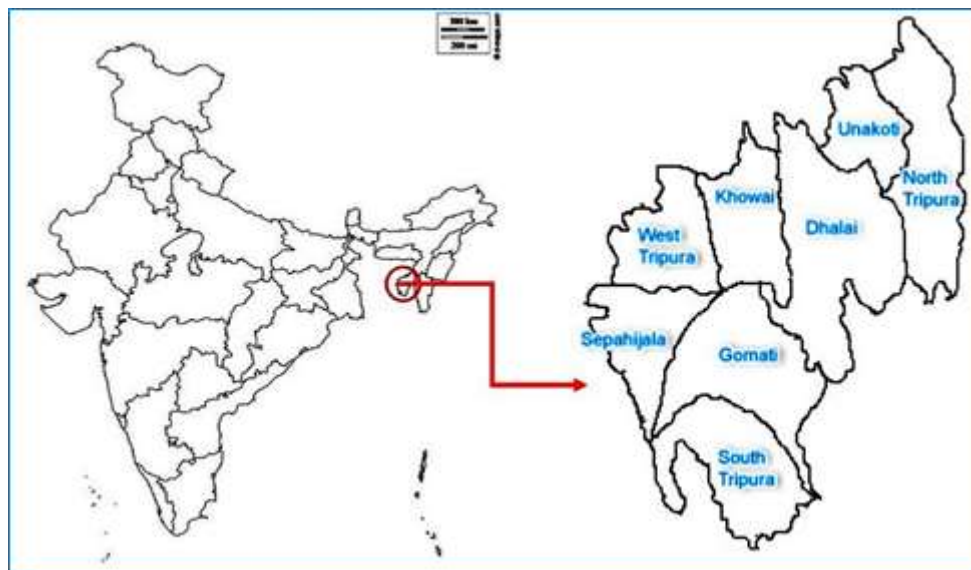 Unakoti
North
Tripura
Khowai
Dhalai
West
Tripura
Sepahijala
Gomati
South
Tripura